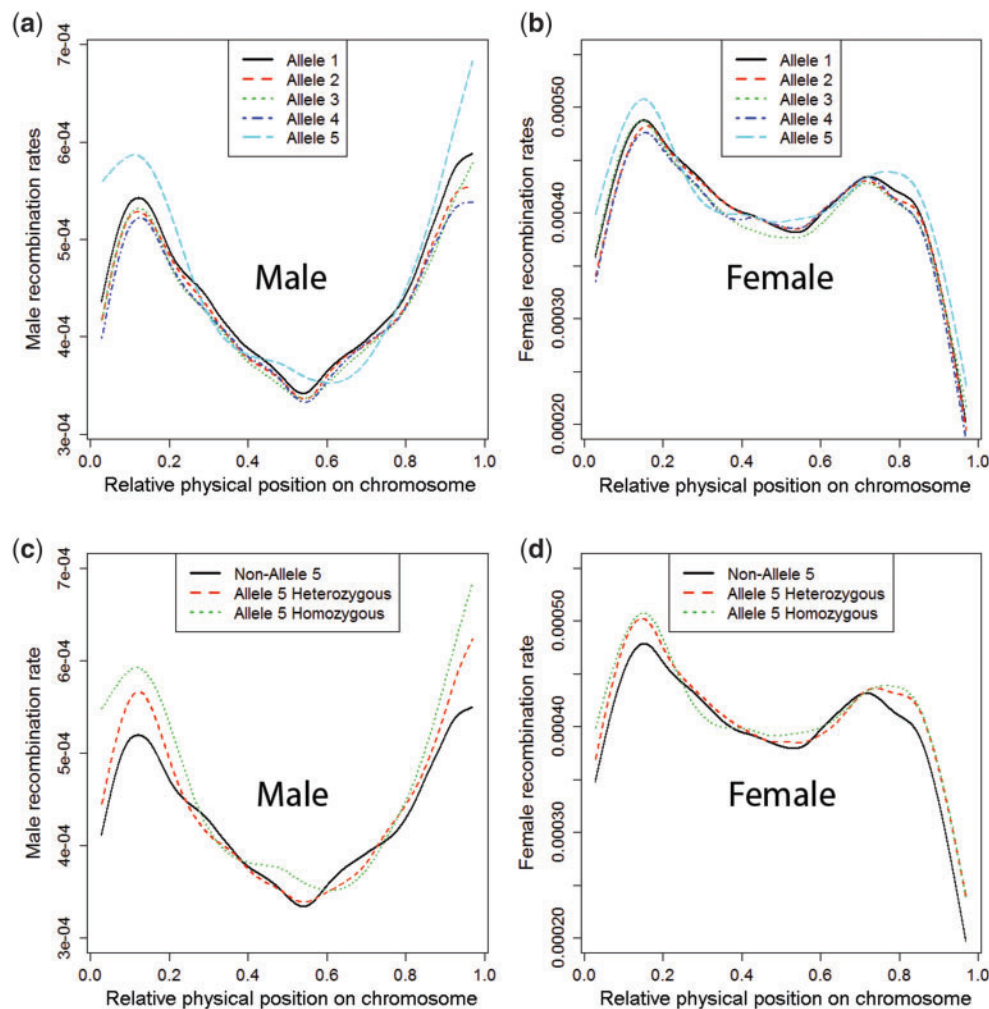 (a)
Allele 1
Allele 2
Allele 3
Allele 4
Allele 5
Male
Male recombination rates
7e-04
6e-04
5e-04
4e-04
3e-04
0.0 0.2 0.4 0.6 0.8 1.0
Relative physical position on chromosome
(b)
Allele 1
Allele 2
Allele 3
Allele 4
Allele 5
Female
Female recombination rates
0.00050
0.00040
0.00030
0.00020
0.0 0.2 0.4 0.6 0.8 1.0
Relative physical position on chromosome
(c)
Non-Allele 5
Allele 5 Heterozygous
Allele 5 Homozygous
Male
Male recombination rate
7e-04
6e-04
5e-04
4e-04
3e-04
0.0 0.2 0.4 0.6 0.8 1.0
Relative physical position on chromosome
(d)
Non-Allele 5
Allele 5 Heterozygous
Allele 5 Homozygous
Female
Female recombination rates
0.00050
0.00040
0.00030
0.00020
0.0 0.2 0.4 0.6 0.8 1.0
Relative physical position on chromosome